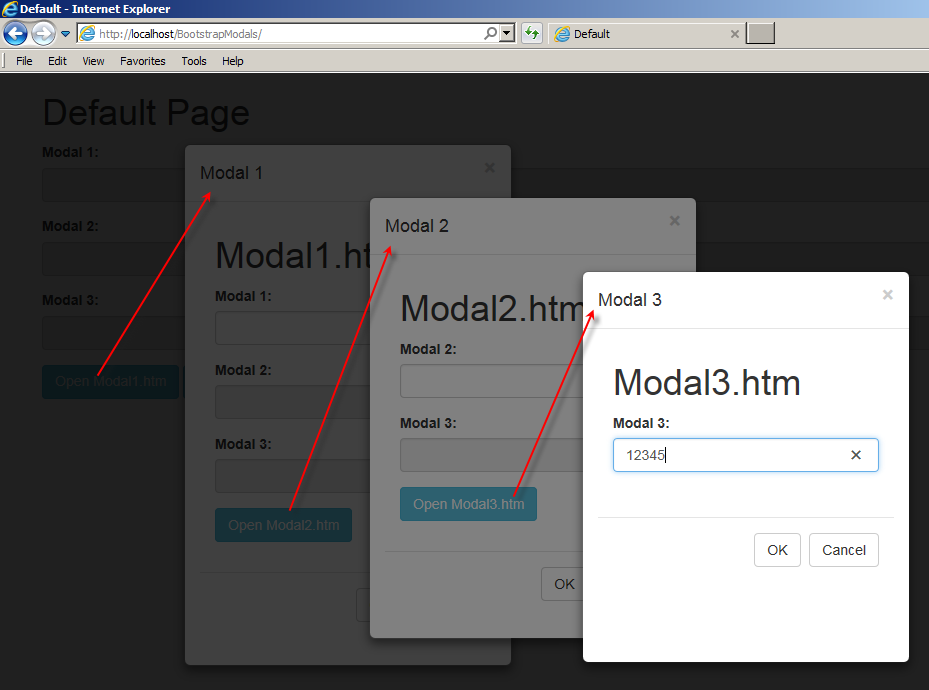 Default - Internet Explorer
http://localhost/BootstrapModals/
Default
File Edit View Favorites Tools Help
Default Page
Modal 1:
Modal 2:
Modal 3:
Open Modal1.htm
Modal 1
Modal1.ht
Modal 1:
Modal 2:
Modal 3:
Open Modal2.htm
Modal 2
Modal2.htm
Modal 2:
Modal 3:
Open Modal3.htm
OK
Modal 3
Modal3.htm
Modal 3:
12345
OK Cancel